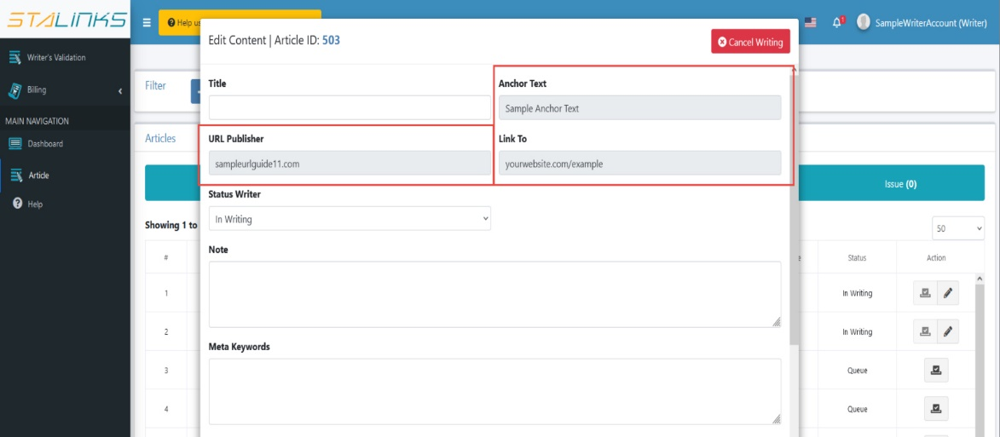 STALINKS
Help us
SampleWriterAccount (Writer)
1
Writer's Validation
Billing
MAIN NAVIGATION
Dashboard
Article
Help
Filter
Articles
Issue (0)
Showing 1 to
50
#
Status
Action
1
In Writing
2
In Writing
3
Queue
4
Queue
Edit Content | Article ID: 503
Cancel Writing
Title
Anchor Text
Sample Anchor Text
URL Publisher
Link To
sampleurlguide11.com
yourwebsite.com/example
Status Writer
In Writing
Note
Meta Keywords